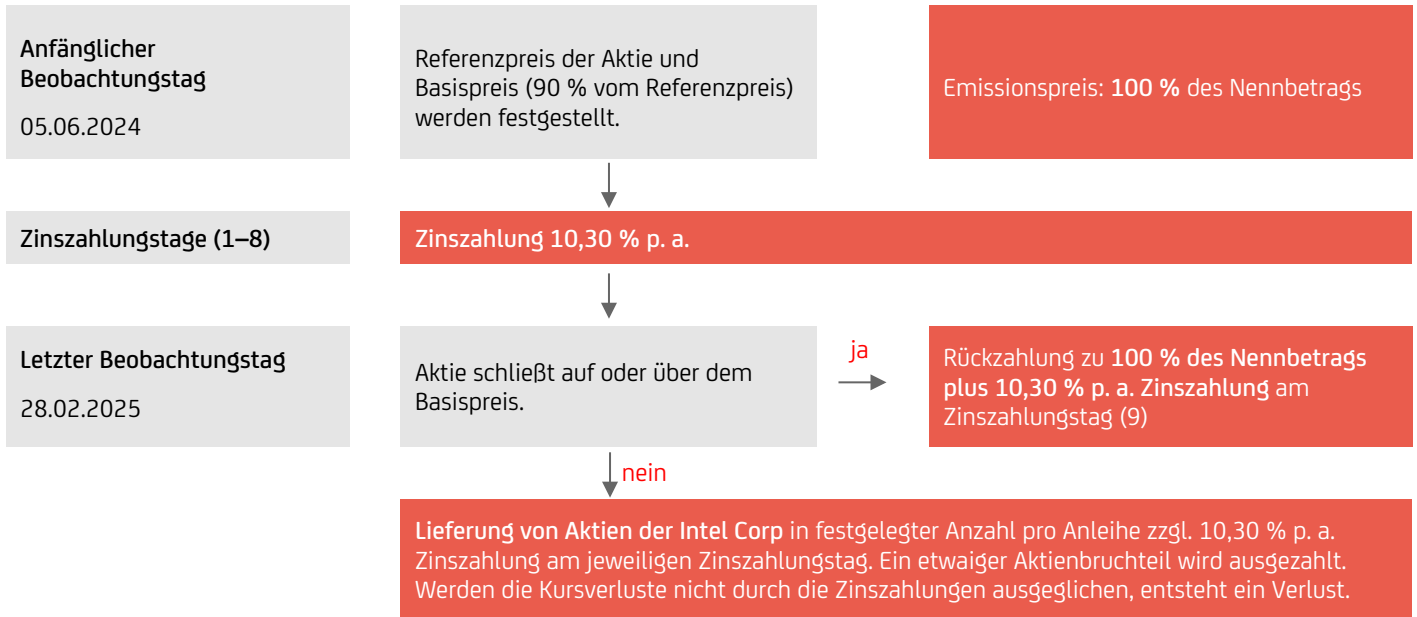 Anfänglicher
Beobachtungstag
05.06.2024
Referenzpreis der Aktie und
Basispreis (90 % vom Referenzpreis)
werden festgestellt.
Emissionspreis: 100 % des Nennbetrags
Zinszahlungstage (1–8)
Zinszahlung 10,30 % p. a.
Letzter Beobachtungstag
28.02.2025
Aktie schließt auf oder über dem
Basispreis.
ja
Rückzahlung zu 100 % des Nennbetrags
plus 10,30 % p. a. Zinszahlung am
Zinszahlungstag (9)
nein
Lieferung von Aktien der Intel Corp in festgelegter Anzahl pro Anleihe zzgl. 10,30 % p. a.
Zinszahlung am jeweiligen Zinszahlungstag. Ein etwaiger Aktienbruchteil wird ausgezahlt.
Werden die Kursverluste nicht durch die Zinszahlungen ausgeglichen, entsteht ein Verlust.